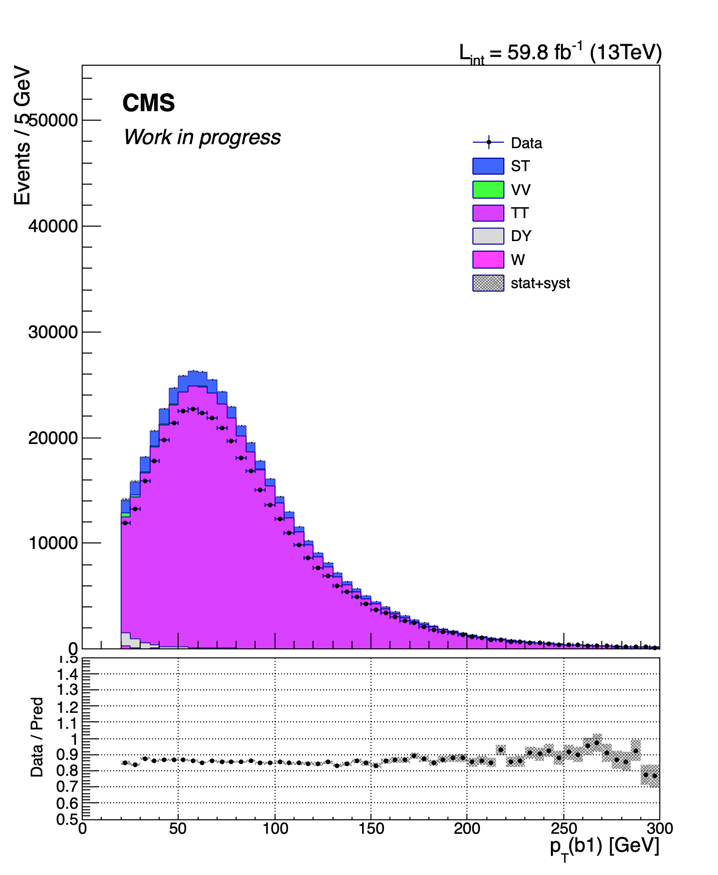 L_int = 59.8 fb^-1 (13TeV)
Events / 5 GeV
CMS
Work in progress
50000
40000
30000
20000
10000
0
Data
ST
VV
TT
DY
W
stat+syst
Data / Pred
1.5
1.4
1.3
1.2
1.1
1
0.9
0.8
0.7
0.6
0.5
0 50 100 150 200 250 300
p_T(b1) [GeV]